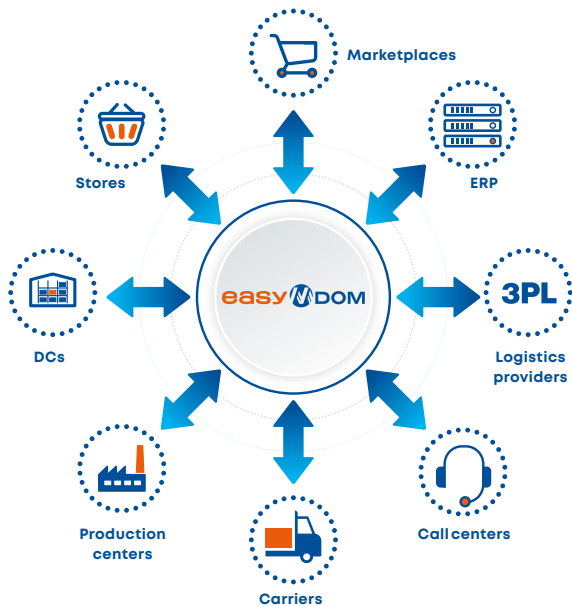 Marketplaces
Stores
ERP
easy DOM
3PL
DCs
Logistics
providers
Production
centers
Call centers
Carriers